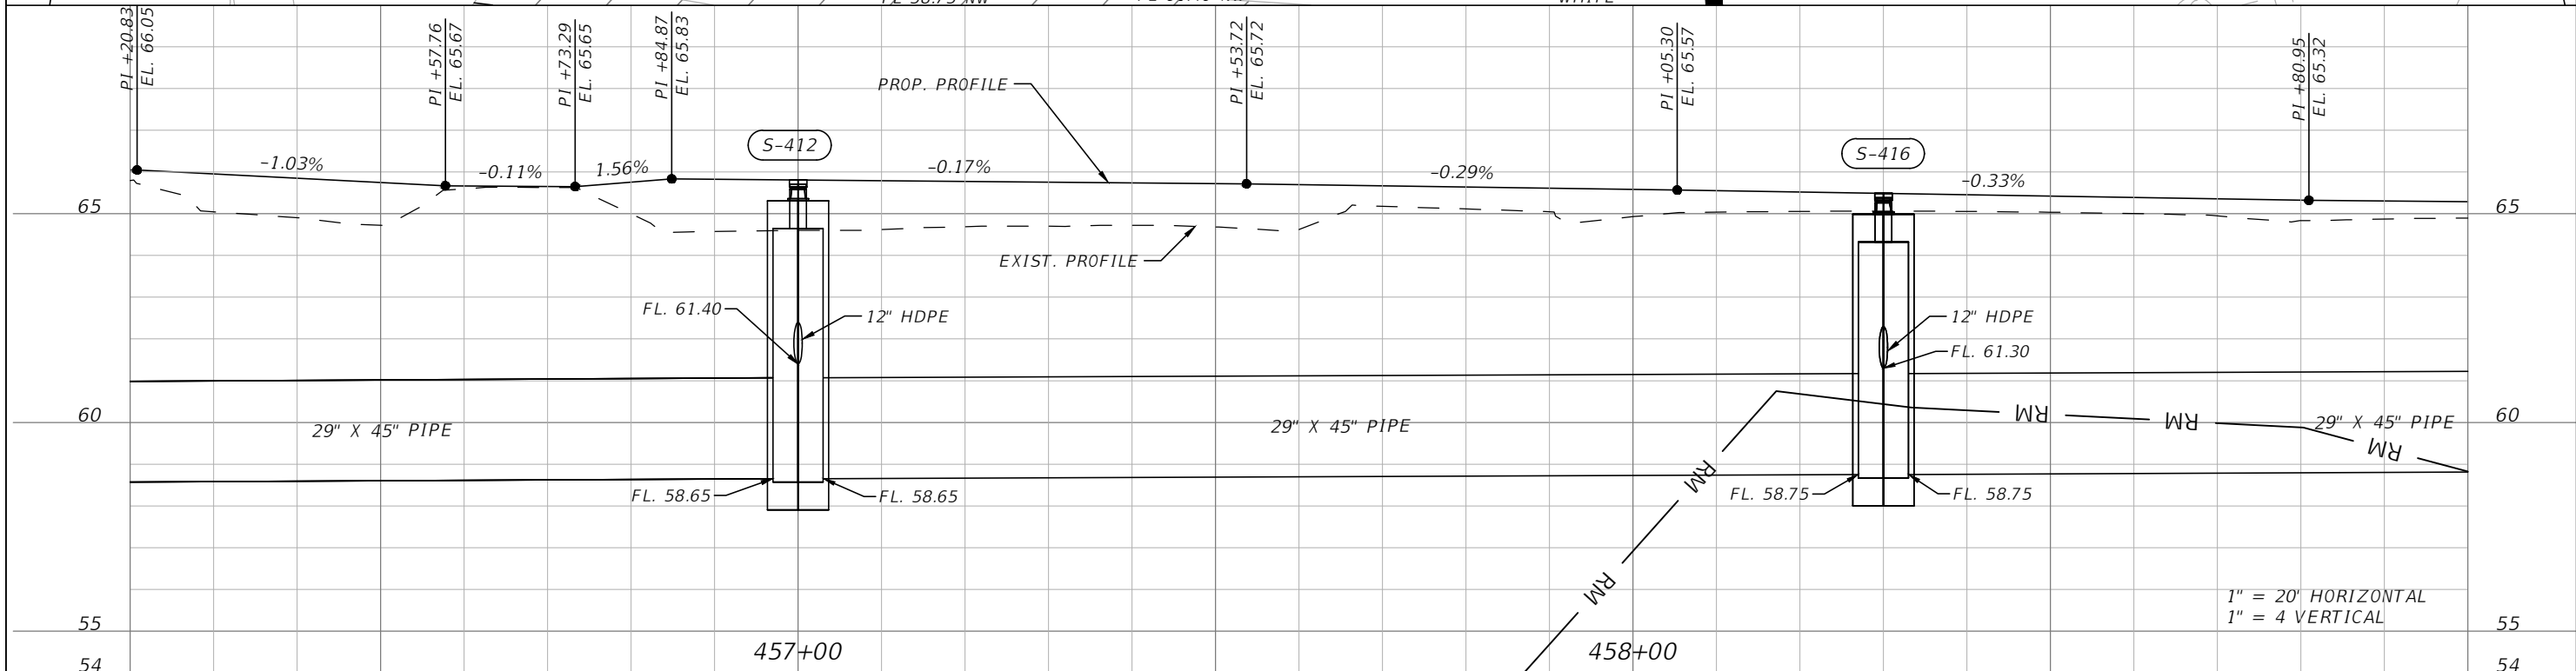 WHITE
PI +20.83
EL. 66.05
PI +57.76
EL. 65.67
PI +73.29
EL. 65.65
PI +84.87
EL. 65.83
PI +53.72
EL. 65.72
PI +05.30
EL. 65.57
PI +80.95
EL. 65.32
PROP. PROFILE
S-412
S-416
-1.03%
-0.11%
1.56%
-0.17%
-0.29%
-0.33%
65
65
EXIST. PROFILE
FL. 61.40
12" HDPE
12" HDPE
FL. 61.30
60
29" X 45" PIPE
29" X 45" PIPE
RM
RM
29" X 45" PIPE
60
RM
RM
FL. 58.65
FL. 58.65
FL. 58.75
FL. 58.75
RM
1" = 20' HORIZONTAL
1" = 4 VERTICAL
55
55
457+00
458+00
54
54